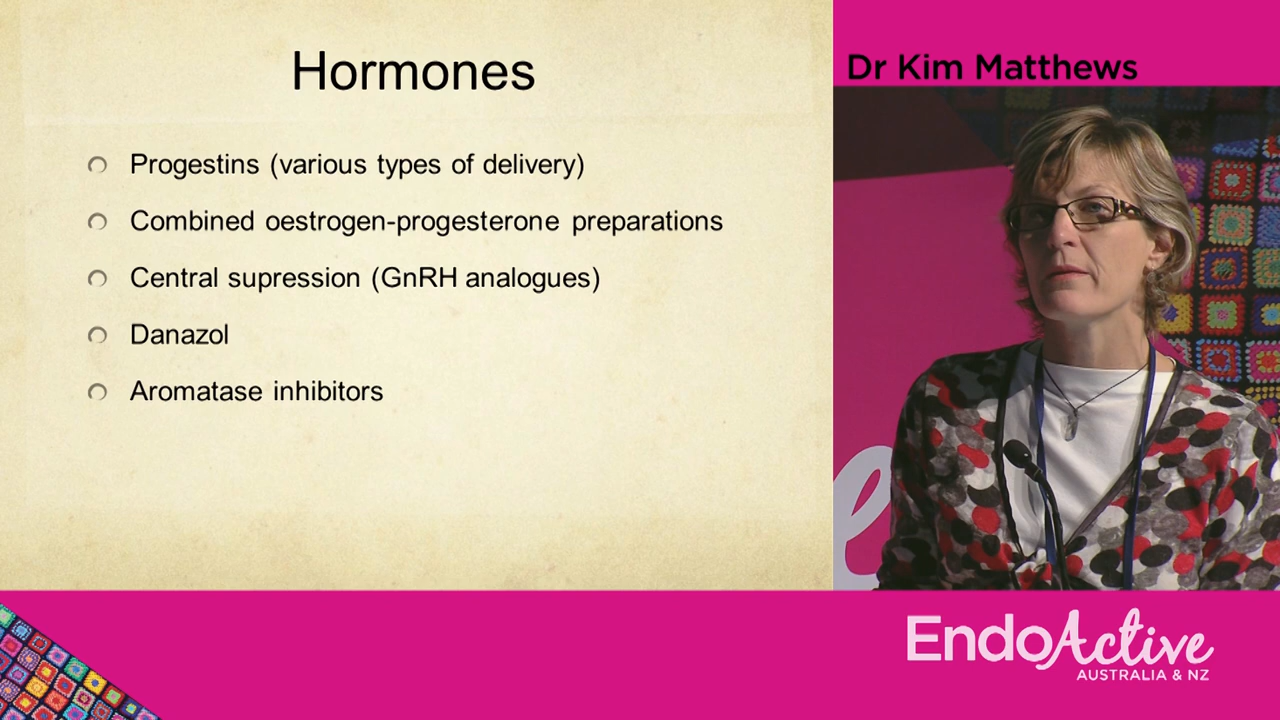 Hormones
Progestins (various types of delivery)
Combined oestrogen-progesterone preparations
Central supression (GnRH analogues)
Danazol
Aromatase inhibitors
Dr Kim Matthews
EndoActive
AUSTRALIA & NZ